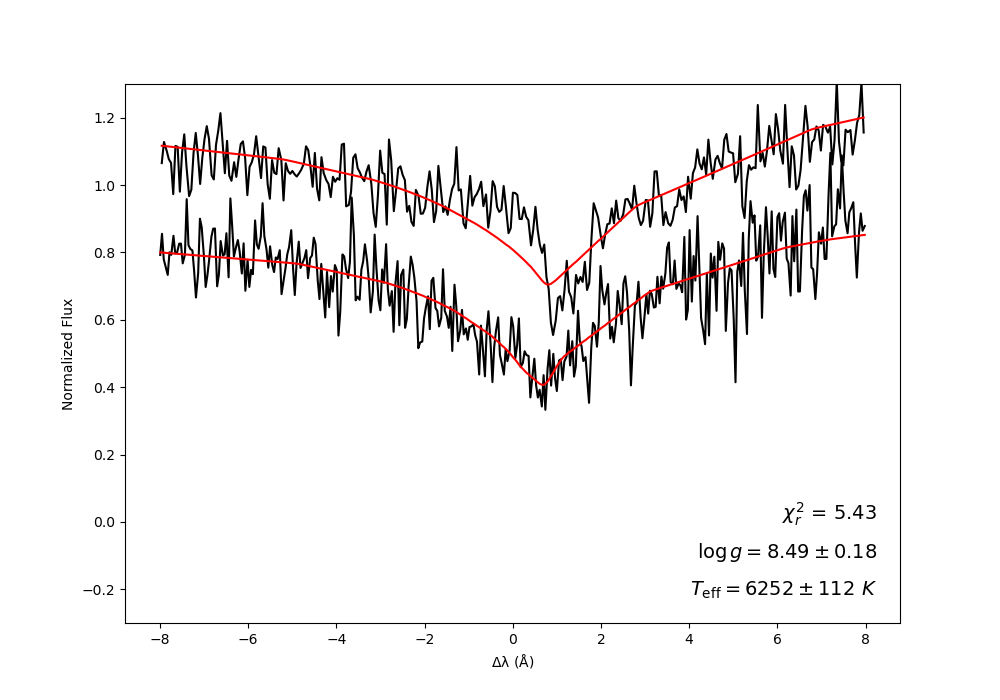 1.2
1.0
0.8
0.6
0.4
0.2
0.0
−0.2
Normalized Flux
χ²ᵣ = 5.43
log g = 8.49 ± 0.18
T_eff = 6252 ± 112 K
−8 −6 −4 −2 0 2 4 6 8
Δλ (Å)